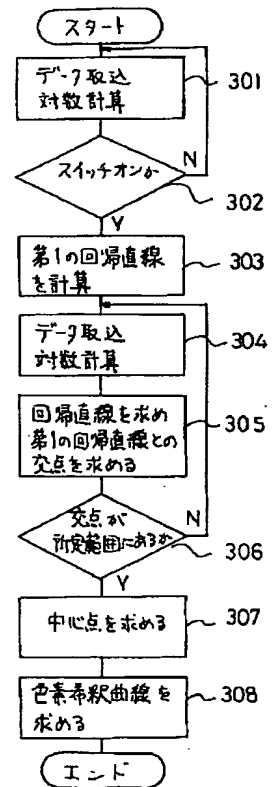 スタート
データ取込
対数計算
301
スイッチオンか
N
302
Y
第1の回帰直線
を計算
303
データ取込
対数計算
304
回帰直線を求め
第1の回帰直線との
交点を求める
305
交点が
所定範囲にあるか
N
306
Y
中心点を求める
307
色素希釈曲線を
求める
308
エンド